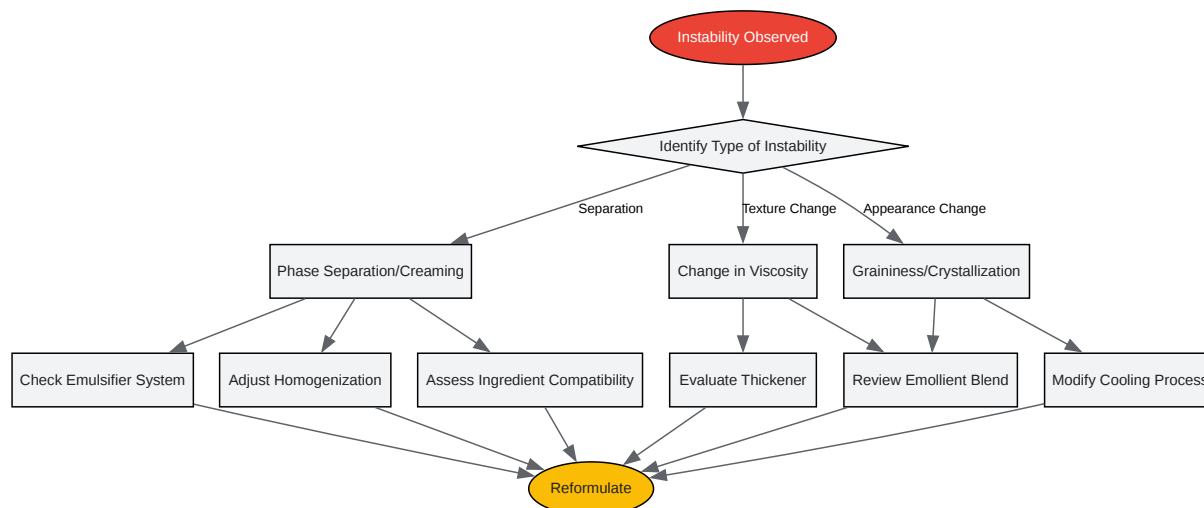 Instability Observed
Identify Type of Instability
Separation
Texture Change
Appearance Change
Phase Separation/Creaming
Change in Viscosity
Graininess/Crystallization
Check Emulsifier System
Adjust Homogenization
Assess Ingredient Compatibility
Evaluate Thickener
Review Emollient Blend
Modify Cooling Process
Reformulate